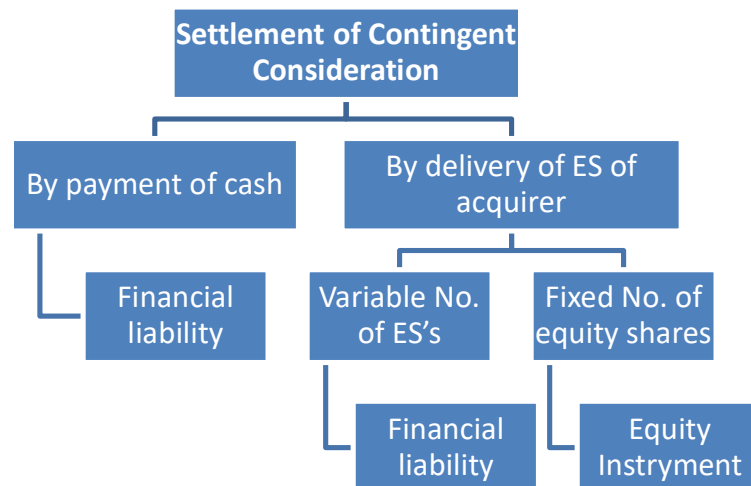 Settlement of Contingent
Consideration
By payment of cash
By delivery of ES of
acquirer
Financial
liability
Variable No.
of ES's
Fixed No. of
equity shares
Financial
liability
Equity
Instryment